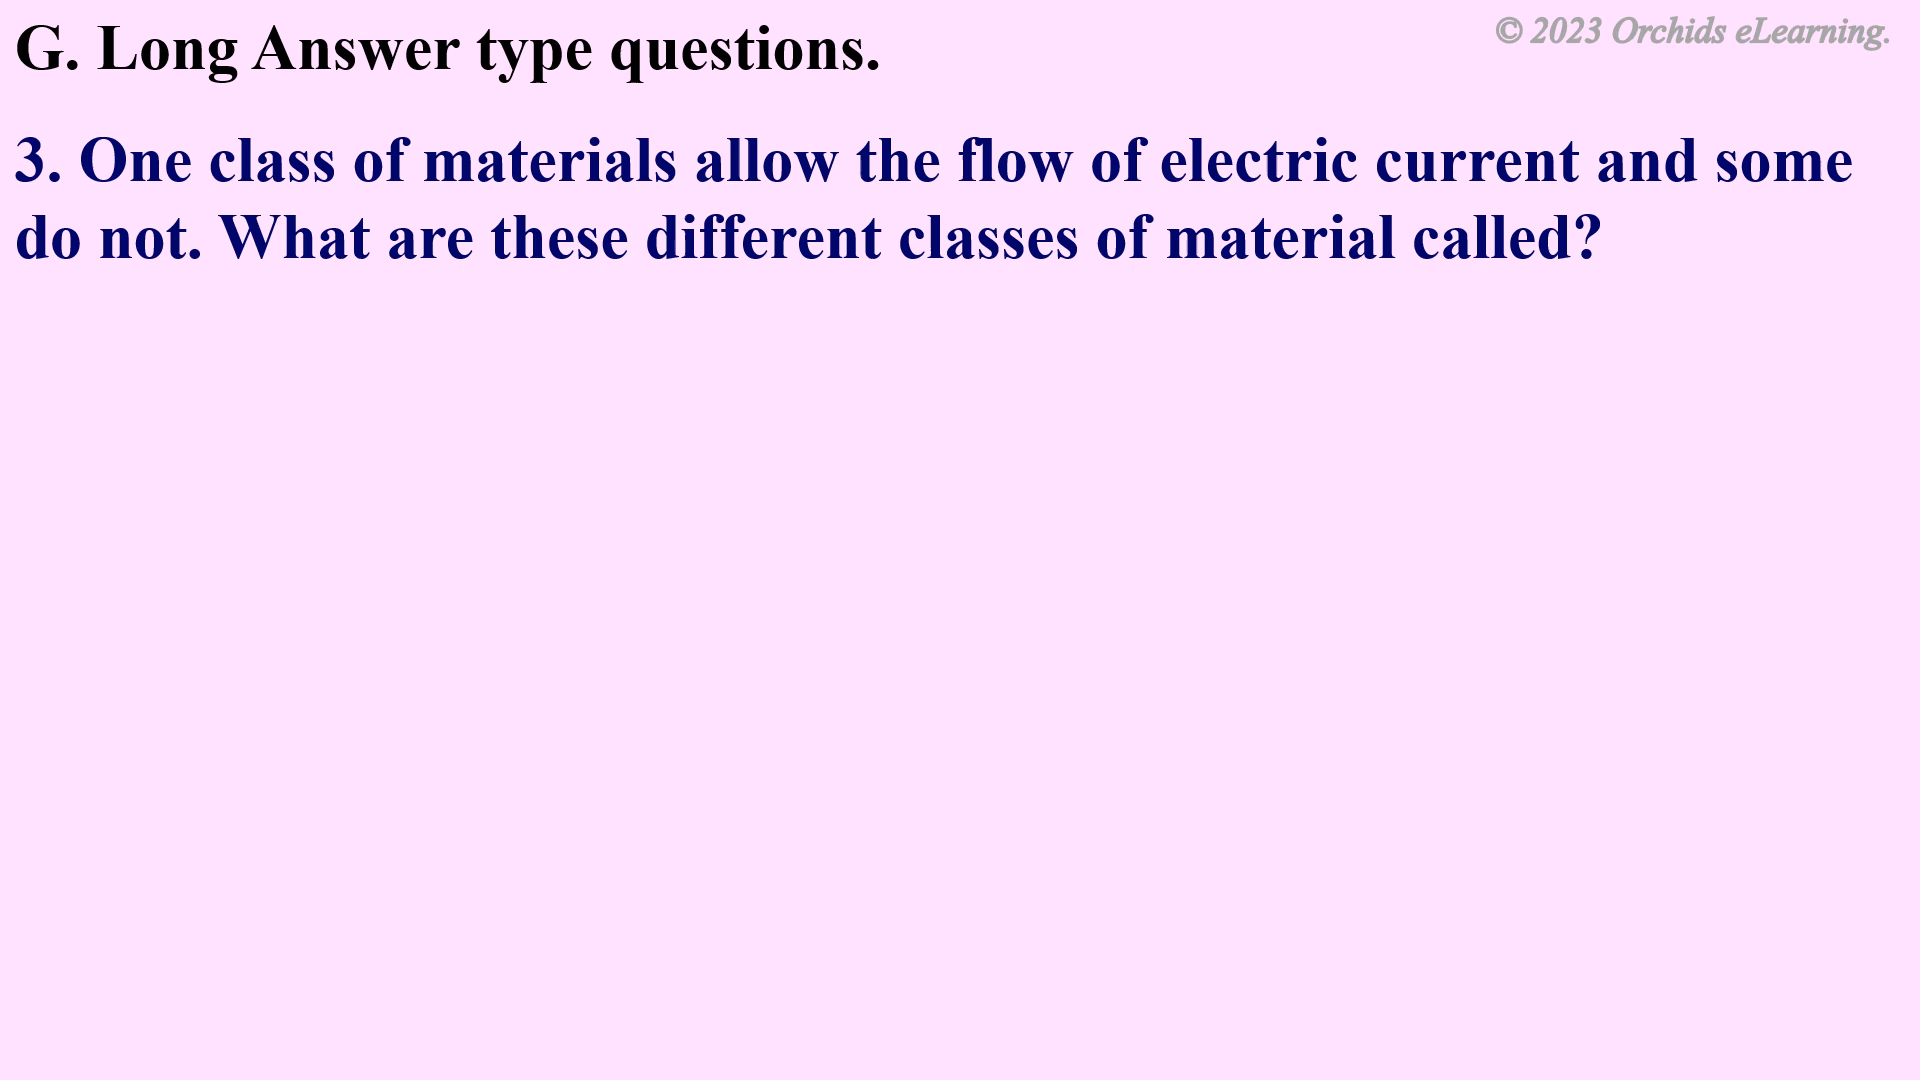 G. Long Answer type questions.
© 2023 Orchids eLearning.
3. One class of materials allow the flow of electric current and some
do not. What are these different classes of material called?